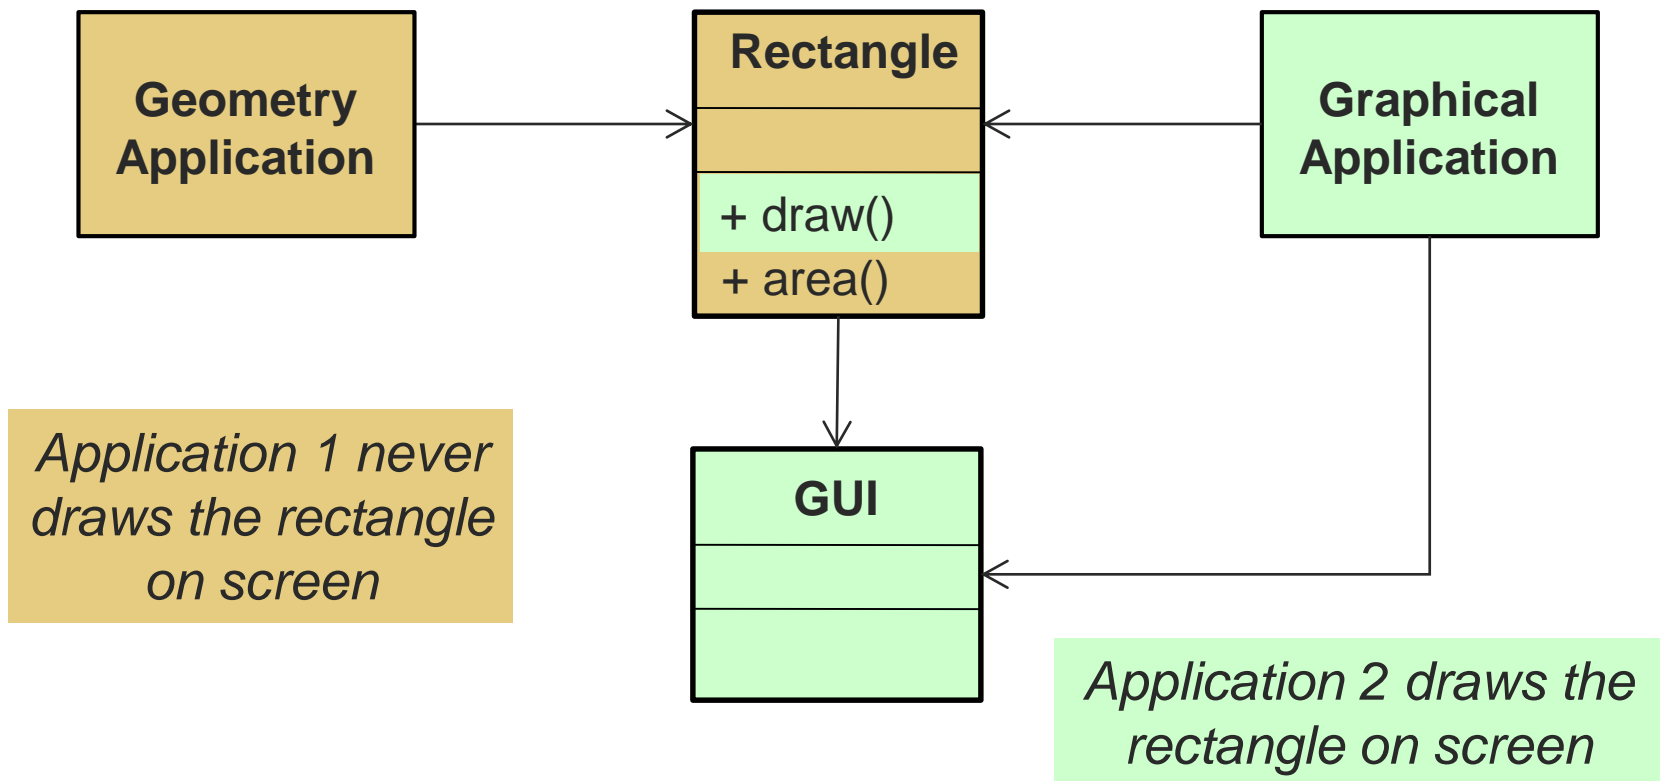 Geometry
Application
Rectangle
+ draw()
+ area()
Graphical
Application
Application 1 never
draws the rectangle
on screen
GUI
Application 2 draws the
rectangle on screen